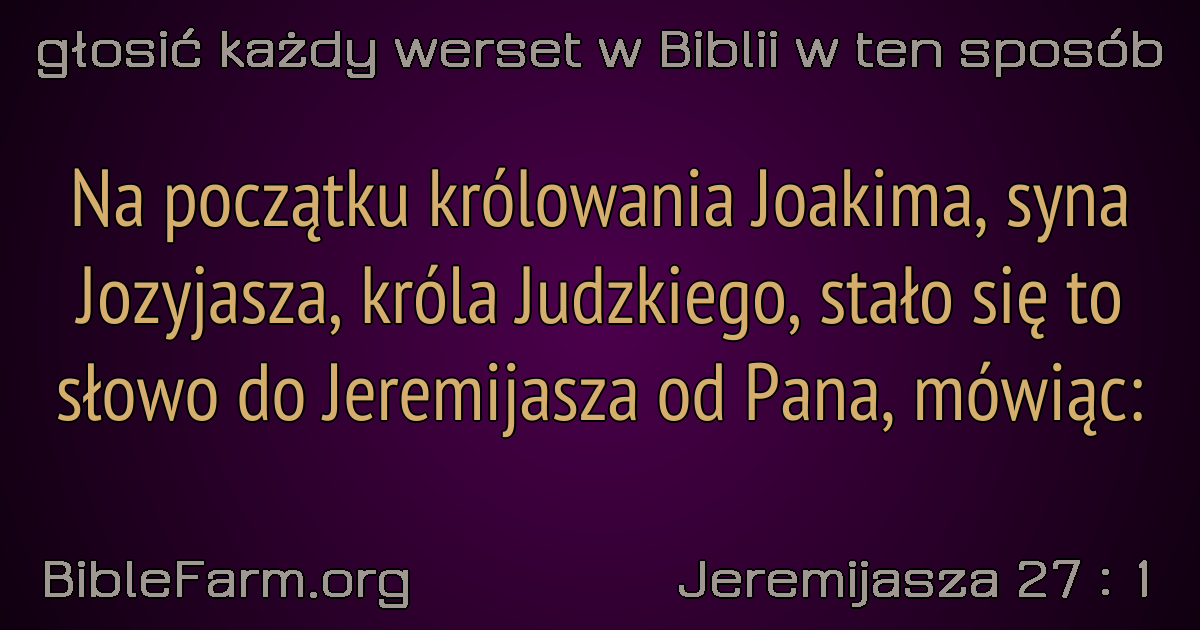 głosić każdy werset w Biblii w ten sposób
Na początku królowania Joakima, syna
Jozyjasza, króla Judzkiego, stało się to
słowo do Jeremijasza od Pana, mówiąc:
BibleFarm.org
Jeremijasza 27 : 1